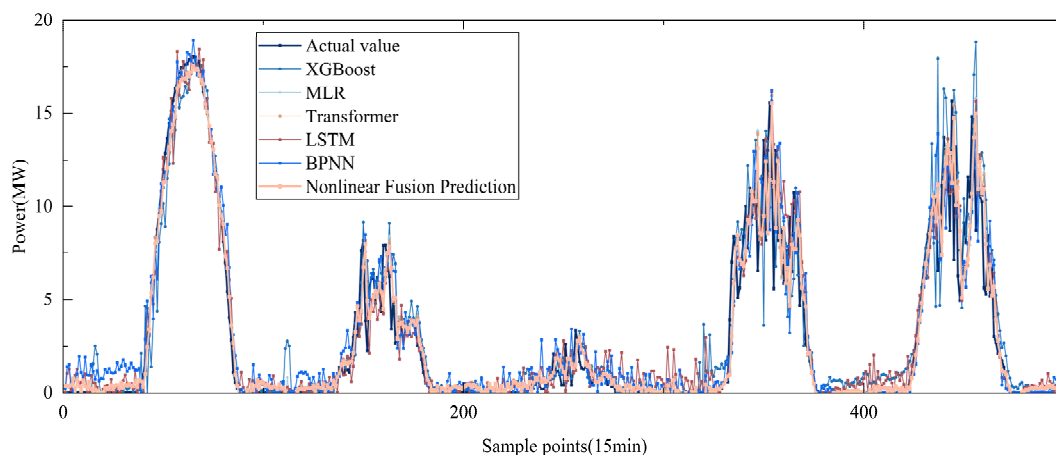 20
15
10
5
0
Power(MW)
Actual value
XGBoost
MLR
Transformer
LSTM
BPNN
Nonlinear Fusion Prediction
0
200
400
Sample points(15min)